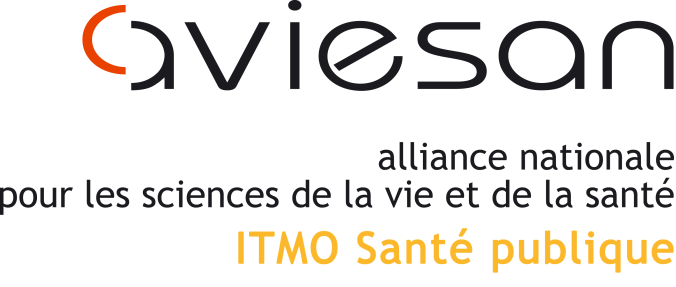 aviesan
alliance nationale
pour les sciences de la vie et de la santé
ITMO Santé publique